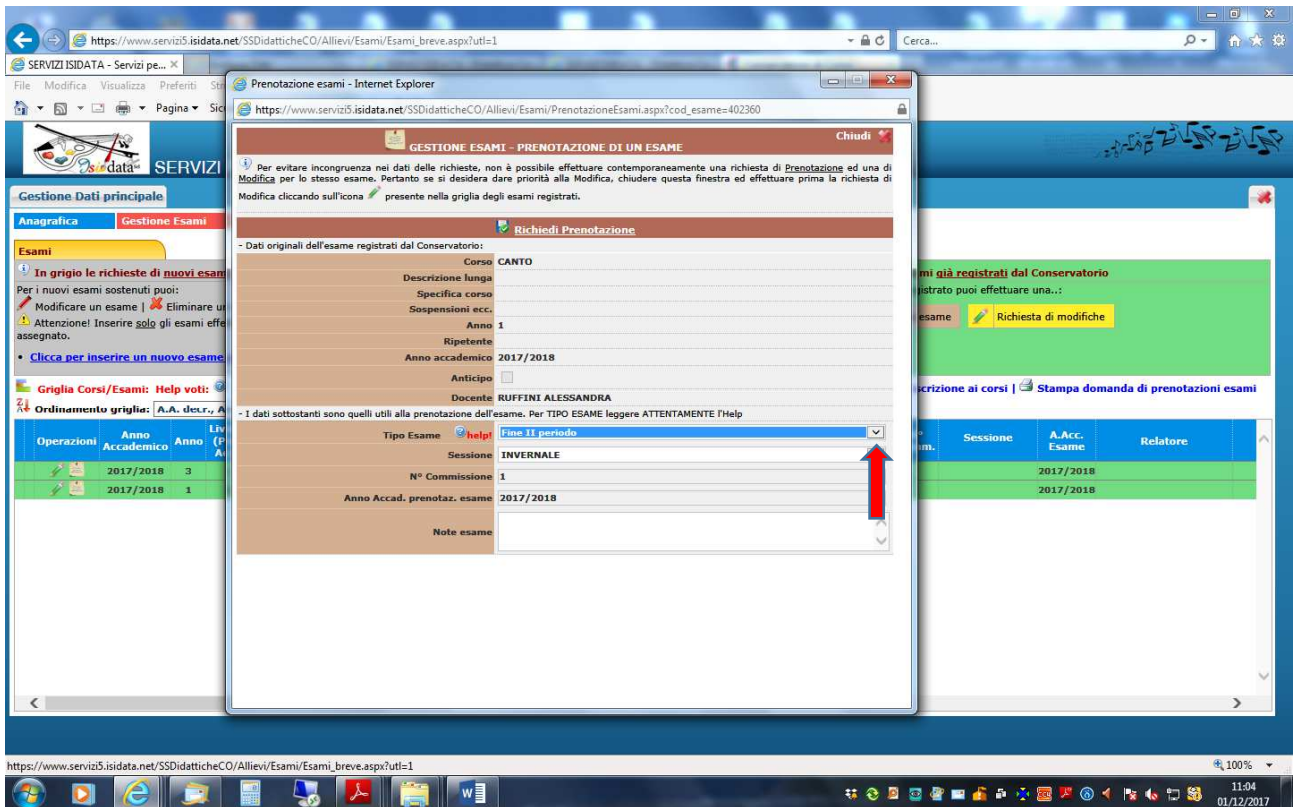 https://www.servizi5.isidata.net/SSDidatticheCO/Allievi/Esami/Esami_breve.aspx?utl=1
Cerca...
SERVIZI ISIDATA - Servizi pe...
File Modifica Visualizza Preferiti
Pagina
Prenotazione esami - Internet Explorer
https://www.servizi5.isidata.net/SSDidatticheCO/Allievi/Esami/PrenotazioneEsami.aspx?cod_esame=402360
Isidata SERVIZI
GESTIONE ESAMI - PRENOTAZIONE DI UN ESAME
Chiudi
Per evitare incongruenza nei dati delle richieste, non è possibile effettuare contemporaneamente una richiesta di Prenotazione ed una di
Modifica per lo stesso esame. Pertanto se si desidera dare priorità alla Modifica, chiudere questa finestra ed effettuare prima la richiesta di
Modifica cliccando sull'icona presente nella griglia degli esami registrati.
Richiedi Prenotazione
- Dati originali dell'esame registrati dal Conservatorio:
Corso CANTO
Descrizione lunga
Specifica corso
Sospensioni ecc.
Anno 1
Ripetente
Anno accademico 2017/2018
Anticipo
Docente RUFFINI ALESSANDRA
- I dati sottostanti sono quelli utili alla prenotazione dell'esame. Per TIPO ESAME leggere ATTENTAMENTE l'Help
Tipo Esame help! Fine II periodo
Sessione INVERNALE
N° Commissione 1
Anno Accad. prenotaz. esame 2017/2018
Note esame
Gestione Dati principale
Anagrafica Gestione Esami
Esami
In grigio le richieste di nuovi esam
Per i nuovi esami sostenuti puoi:
Modificare un esame | Eliminare un
Attenzione! Inserire solo gli esami effe
assegnato.
• Clicca per inserire un nuovo esame
Griglia Corsi/Esami: Help voti:
Ordinamento griglia: A.A. decr., A
Operazioni Anno Accademico Anno
2017/2018 3
2017/2018 1
mi già registrati dal Conservatorio
istrato puoi effettuare una..:
esame Richiesta di modifiche
scrizione ai corsi | Stampa domanda di prenotazioni esami
Sessione A.Acc. Esame Relatore
2017/2018
2017/2018
https://www.servizi5.isidata.net/SSDidatticheCO/Allievi/Esami/Esami_breve.aspx?utl=1
100%
11:04
01/12/2017